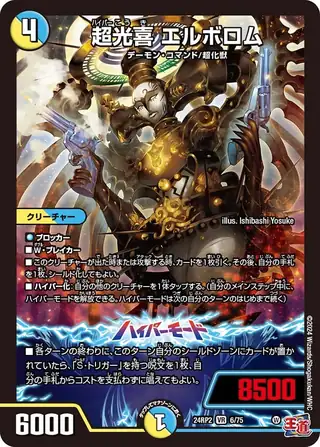 4
ハイパーこうき
超光喜 エルボロム
デーモン・コマンド/超化獣
illus. Ishibashi Yosuke
クリーチャー
ブロッカー
W・ブレイカー
■このクリーチャーが出た時または攻撃する時、カードを1枚引く。その後、自分の手札
を1枚、シールド化してもよい。
■ハイパー化:自分の他のクリーチャーを1体タップする。(自分のメインステップ中に、
ハイパーモードを解放できる。ハイパーモードは次の自分のターンのはじめまで続く)
ハイパーモード
■各ターンの終わりに、このターン自分のシールドゾーンにカードが置か
れていたら、「S・トリガー」を持つ呪文を1枚、自
分の手札からコストを支払わずに唱えてもよい。
8500
6000
1
24RP2 VR 6/75
王道
©2024 Wizards/Shogakukan/WHC